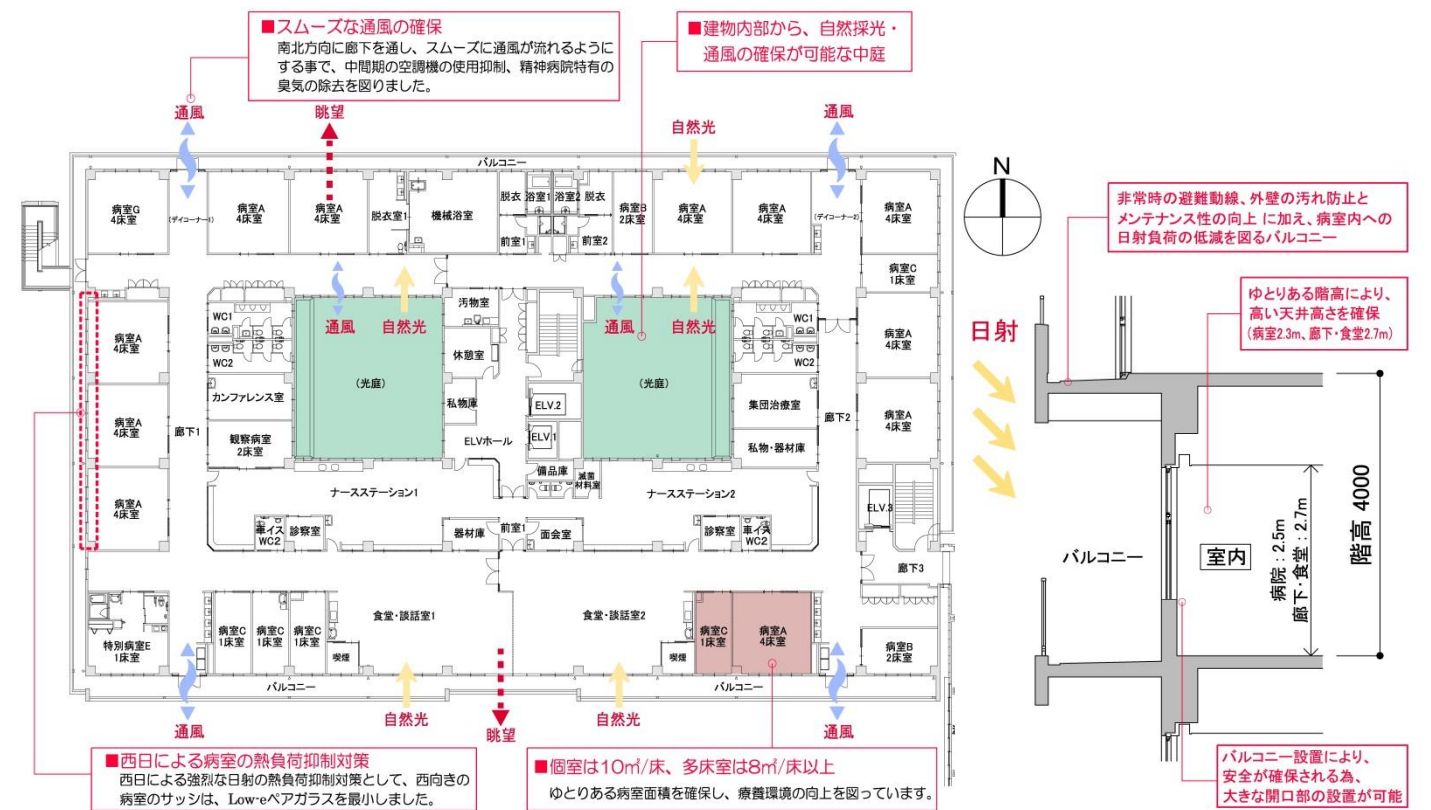 ■スムーズな通風の確保
南北方向に廊下を通し、スムーズに通風が流れるように
する事で、中間期の空調機の使用抑制、精神病院特有の
臭気の除去を図りました。
■建物内部から、自然採光・
通風の確保が可能な中庭
通風
眺望
自然光
通風
バルコニー
病室G
4床室
(デイコーナー1)
病室A
4床室
病室A
4床室
脱衣室1
機械浴室
脱衣
浴室1
浴室2
脱衣
前室1
前室2
病室B
2床室
病室A
4床室
病室A
4床室
(デイコーナー2)
病室A
4床室
病室C
1床室
通風
自然光
通風
自然光
病室A
4床室
WC1
WC2
カンファレンス室
観察病室
2床室
(光庭)
汚物室
休憩室
私物庫
ELVホール
ELV.2
ELV.1
(光庭)
WC1
WC2
集団治療室
私物・器材庫
病室A
4床室
病室A
4床室
廊下1
廊下2
病室A
4床室
病室A
4床室
備品庫
滅菌
材料室
ナースステーション1
ナースステーション2
ELV.3
車イス
WC2
診察室
器材庫
前室1
面会室
診察室
車イス
WC2
廊下3
特別病室E
1床室
病室C
1床室
病室C
1床室
病室C
1床室
喫煙
食堂・談話室1
食堂・談話室2
喫煙
病室C
1床室
病室A
4床室
病室B
2床室
バルコニー
バルコニー
通風
自然光
眺望
自然光
通風
■西日による病室の熱負荷抑制対策
西日による強烈な日射の熱負荷抑制対策として、西向きの
病室のサッシは、Low-eペアガラスを最小しました。
■個室は10㎡/床、多床室は8㎡/床以上
ゆとりある病室面積を確保し、療養環境の向上を図っています。
N
非常時の避難動線、外壁の汚れ防止と
メンテナンス性の向上 に加え、病室内への
日射負荷の低減を図るバルコニー
ゆとりある階高により、
高い天井高さを確保
(病室2.3m、廊下・食堂2.7m)
日射
バルコニー
室内
病院:2.5m
廊下・食堂:2.7m
階高 4000
バルコニー設置により、
安全が確保される為、
大きな開口部の設置が可能